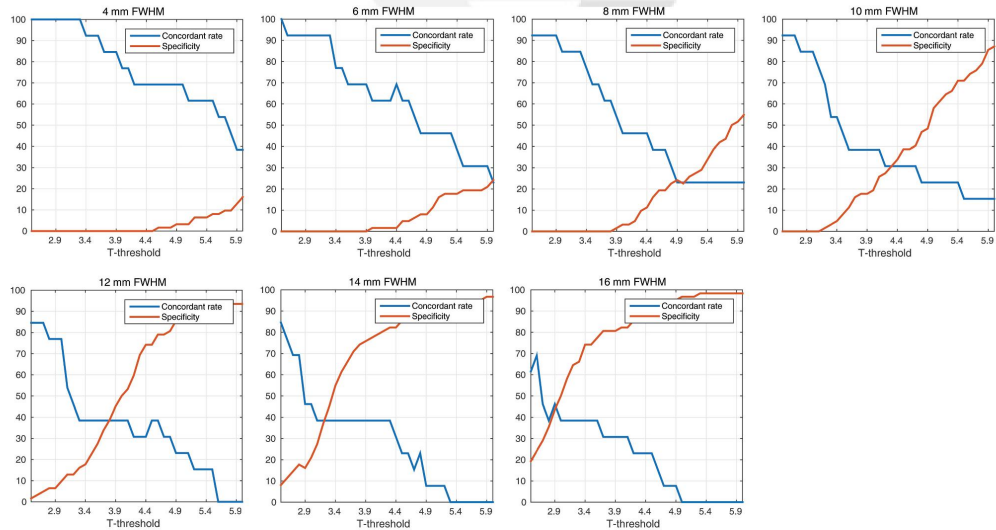 4 mm FWHM
Concordant rate
Specificity
100
90
80
70
60
50
40
30
20
10
0
2.9 3.4 3.9 4.4 4.9 5.4 5.9
T-threshold
6 mm FWHM
Concordant rate
Specificity
100
90
80
70
60
50
40
30
20
10
0
2.9 3.4 3.9 4.4 4.9 5.4 5.9
T-threshold
8 mm FWHM
Concordant rate
Specificity
100
90
80
70
60
50
40
30
20
10
0
2.9 3.4 3.9 4.4 4.9 5.4 5.9
T-threshold
10 mm FWHM
Concordant rate
Specificity
100
90
80
70
60
50
40
30
20
10
0
2.9 3.4 3.9 4.4 4.9 5.4 5.9
T-threshold
12 mm FWHM
Concordant rate
Specificity
100
90
80
70
60
50
40
30
20
10
0
2.9 3.4 3.9 4.4 4.9 5.4 5.9
T-threshold
14 mm FWHM
Concordant rate
Specificity
100
90
80
70
60
50
40
30
20
10
0
2.9 3.4 3.9 4.4 4.9 5.4 5.9
T-threshold
16 mm FWHM
Concordant rate
Specificity
100
90
80
70
60
50
40
30
20
10
0
2.9 3.4 3.9 4.4 4.9 5.4 5.9
T-threshold